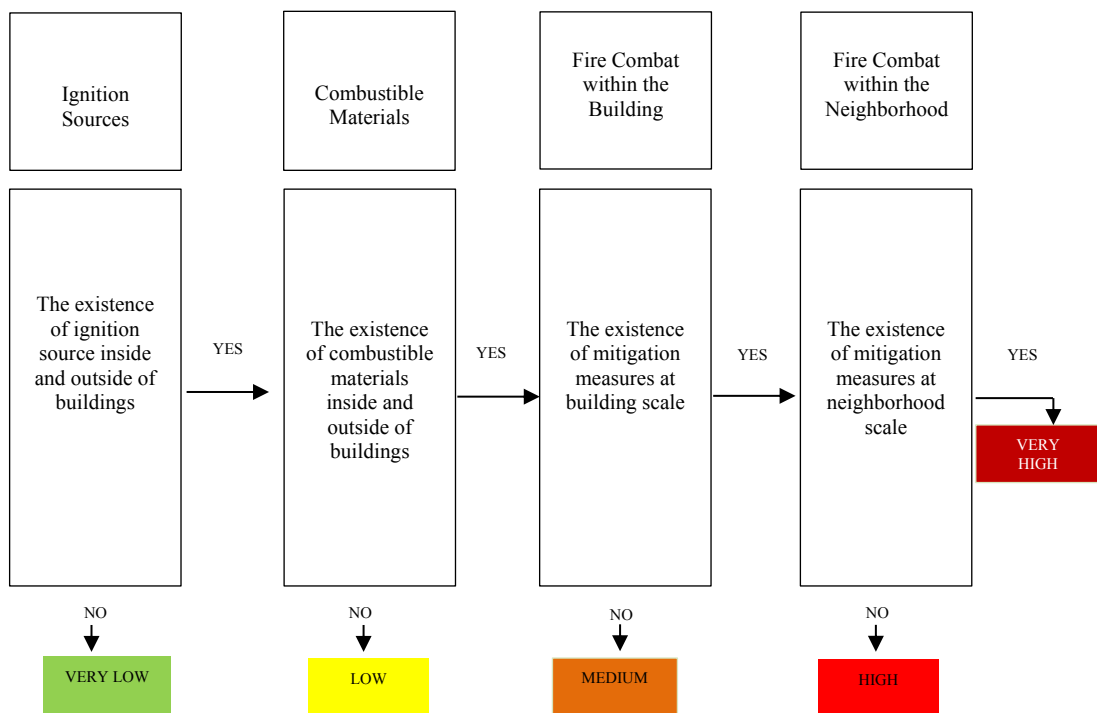 Ignition
Sources
Combustible
Materials
Fire Combat
within the
Building
Fire Combat
within the
Neighborhood
The existence
of ignition
source inside
and outside of
buildings
YES
The existence
of combustible
materials
inside and
outside of
buildings
YES
The existence
of mitigation
measures at
building scale
YES
The existence
of mitigation
measures at
neighborhood
scale
YES
VERY
HIGH
NO
NO
NO
NO
VERY LOW
LOW
MEDIUM
HIGH